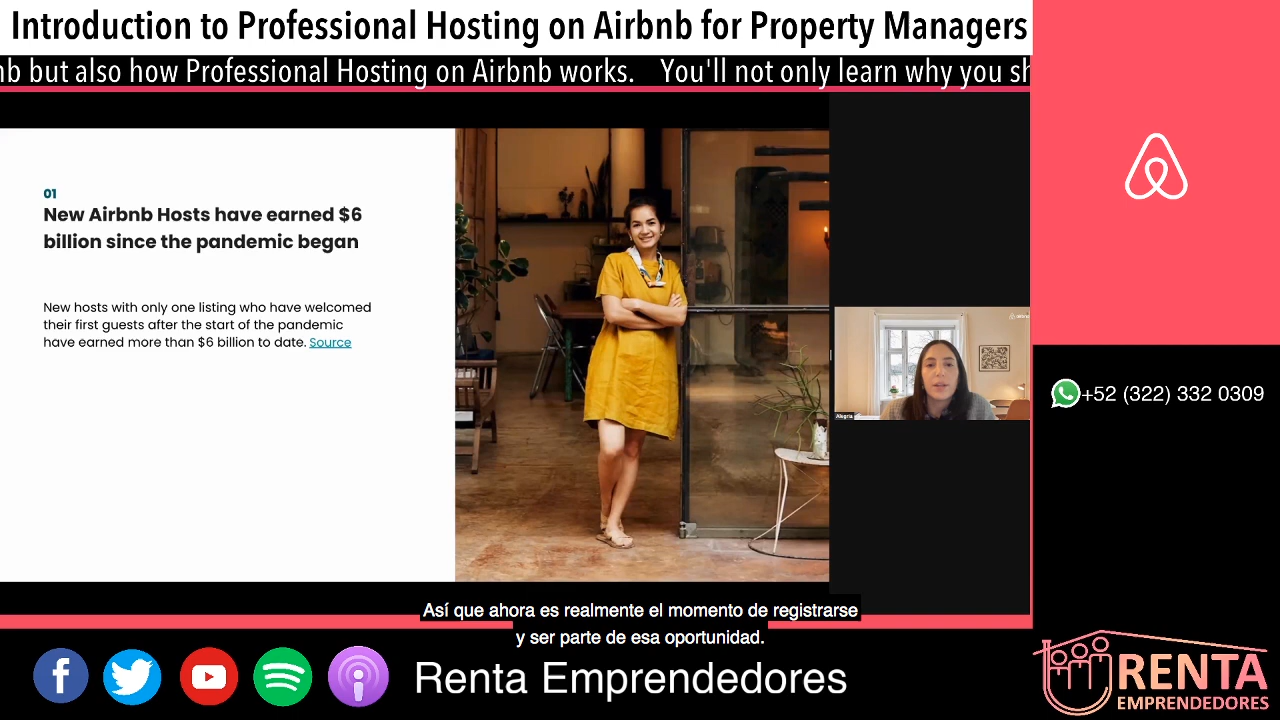 Introduction to Professional Hosting on Airbnb for Property Managers
nb but also how Professional Hosting on Airbnb works. You'll not only learn why you sh
01
New Airbnb Hosts have earned $6
billion since the pandemic began
New hosts with only one listing who have welcomed
their first guests after the start of the pandemic
have earned more than $6 billion to date. Source
Alegria
+52 (322) 332 0309
Así que ahora es realmente el momento de registrarse
y ser parte de esa oportunidad.
Renta Emprendedores
RENTA
EMPRENDEDORES